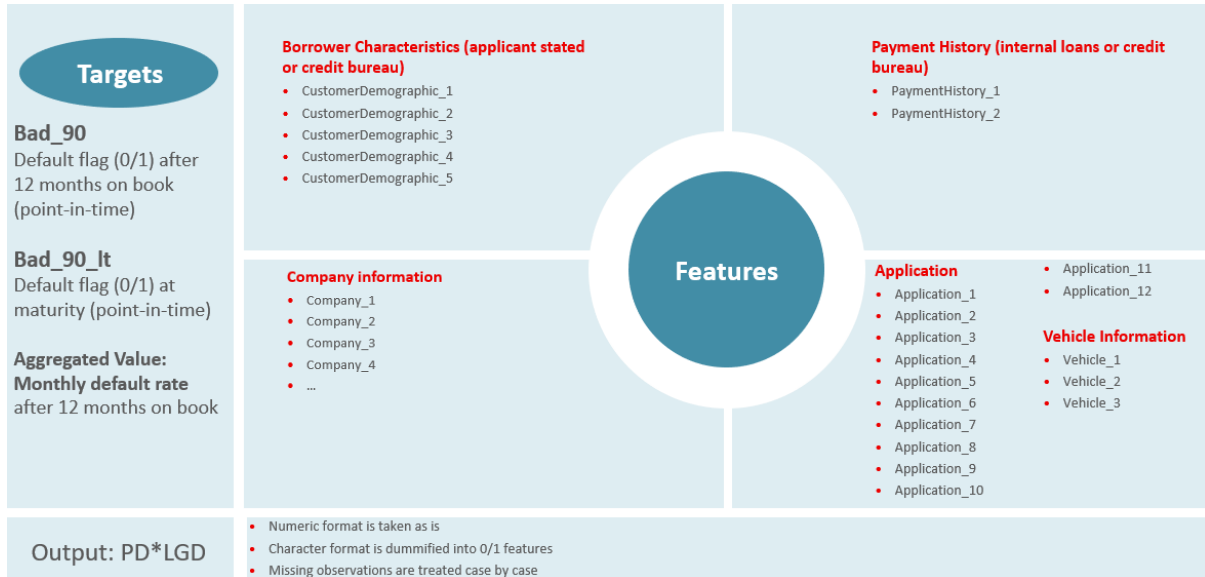 Targets
Bad_90
Default flag (0/1) after
12 months on book
(point-in-time)
Bad_90_lt
Default flag (0/1) at
maturity (point-in-time)
Aggregated Value:
Monthly default rate
after 12 months on book
Borrower Characteristics (applicant stated
or credit bureau)
• CustomerDemographic_1
• CustomerDemographic_2
• CustomerDemographic_3
• CustomerDemographic_4
• CustomerDemographic_5
Payment History (internal loans or credit
bureau)
• PaymentHistory_1
• PaymentHistory_2
Features
Company information
• Company_1
• Company_2
• Company_3
• Company_4
• ...
Application
• Application_1
• Application_2
• Application_3
• Application_4
• Application_5
• Application_6
• Application_7
• Application_8
• Application_9
• Application_10
• Application_11
• Application_12
Vehicle Information
• Vehicle_1
• Vehicle_2
• Vehicle_3
Output: PD*LGD
• Numeric format is taken as is
• Character format is dummified into 0/1 features
• Missing observations are treated case by case